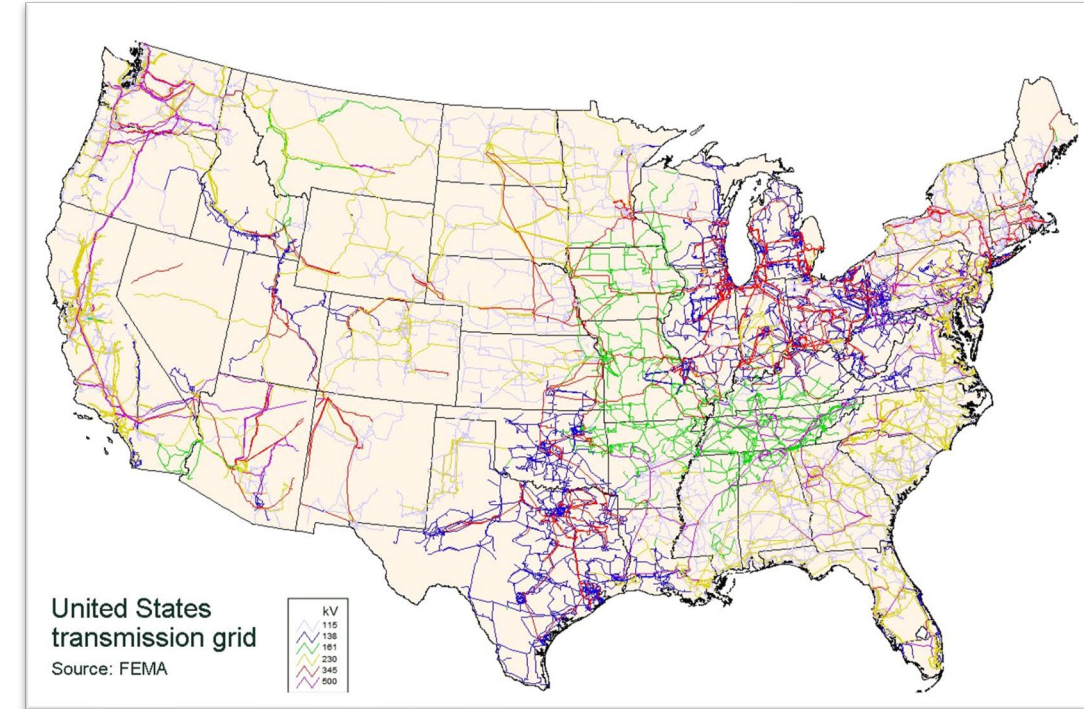 United States
transmission grid
Source: FEMA
kV
115
138
161
230
345
500